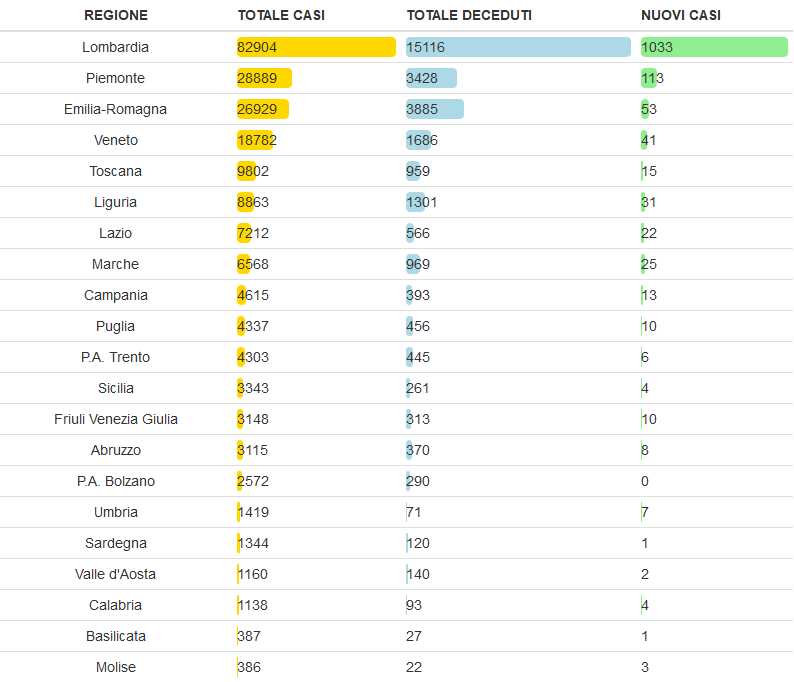 REGIONE TOTALE CASI TOTALE DECEDUTI NUOVI CASI
Lombardia 82904 15116 1033
Piemonte 28889 3428 113
Emilia-Romagna 26929 3885 53
Veneto 18782 1686 41
Toscana 9802 959 15
Liguria 8863 1301 31
Lazio 7212 566 22
Marche 6568 969 25
Campania 4615 393 13
Puglia 4337 456 10
P.A. Trento 4303 445 6
Sicilia 3343 261 4
Friuli Venezia Giulia 3148 313 10
Abruzzo 3115 370 8
P.A. Bolzano 2572 290 0
Umbria 1419 71 7
Sardegna 1344 120 1
Valle d'Aosta 1160 140 2
Calabria 1138 93 4
Basilicata 387 27 1
Molise 386 22 3